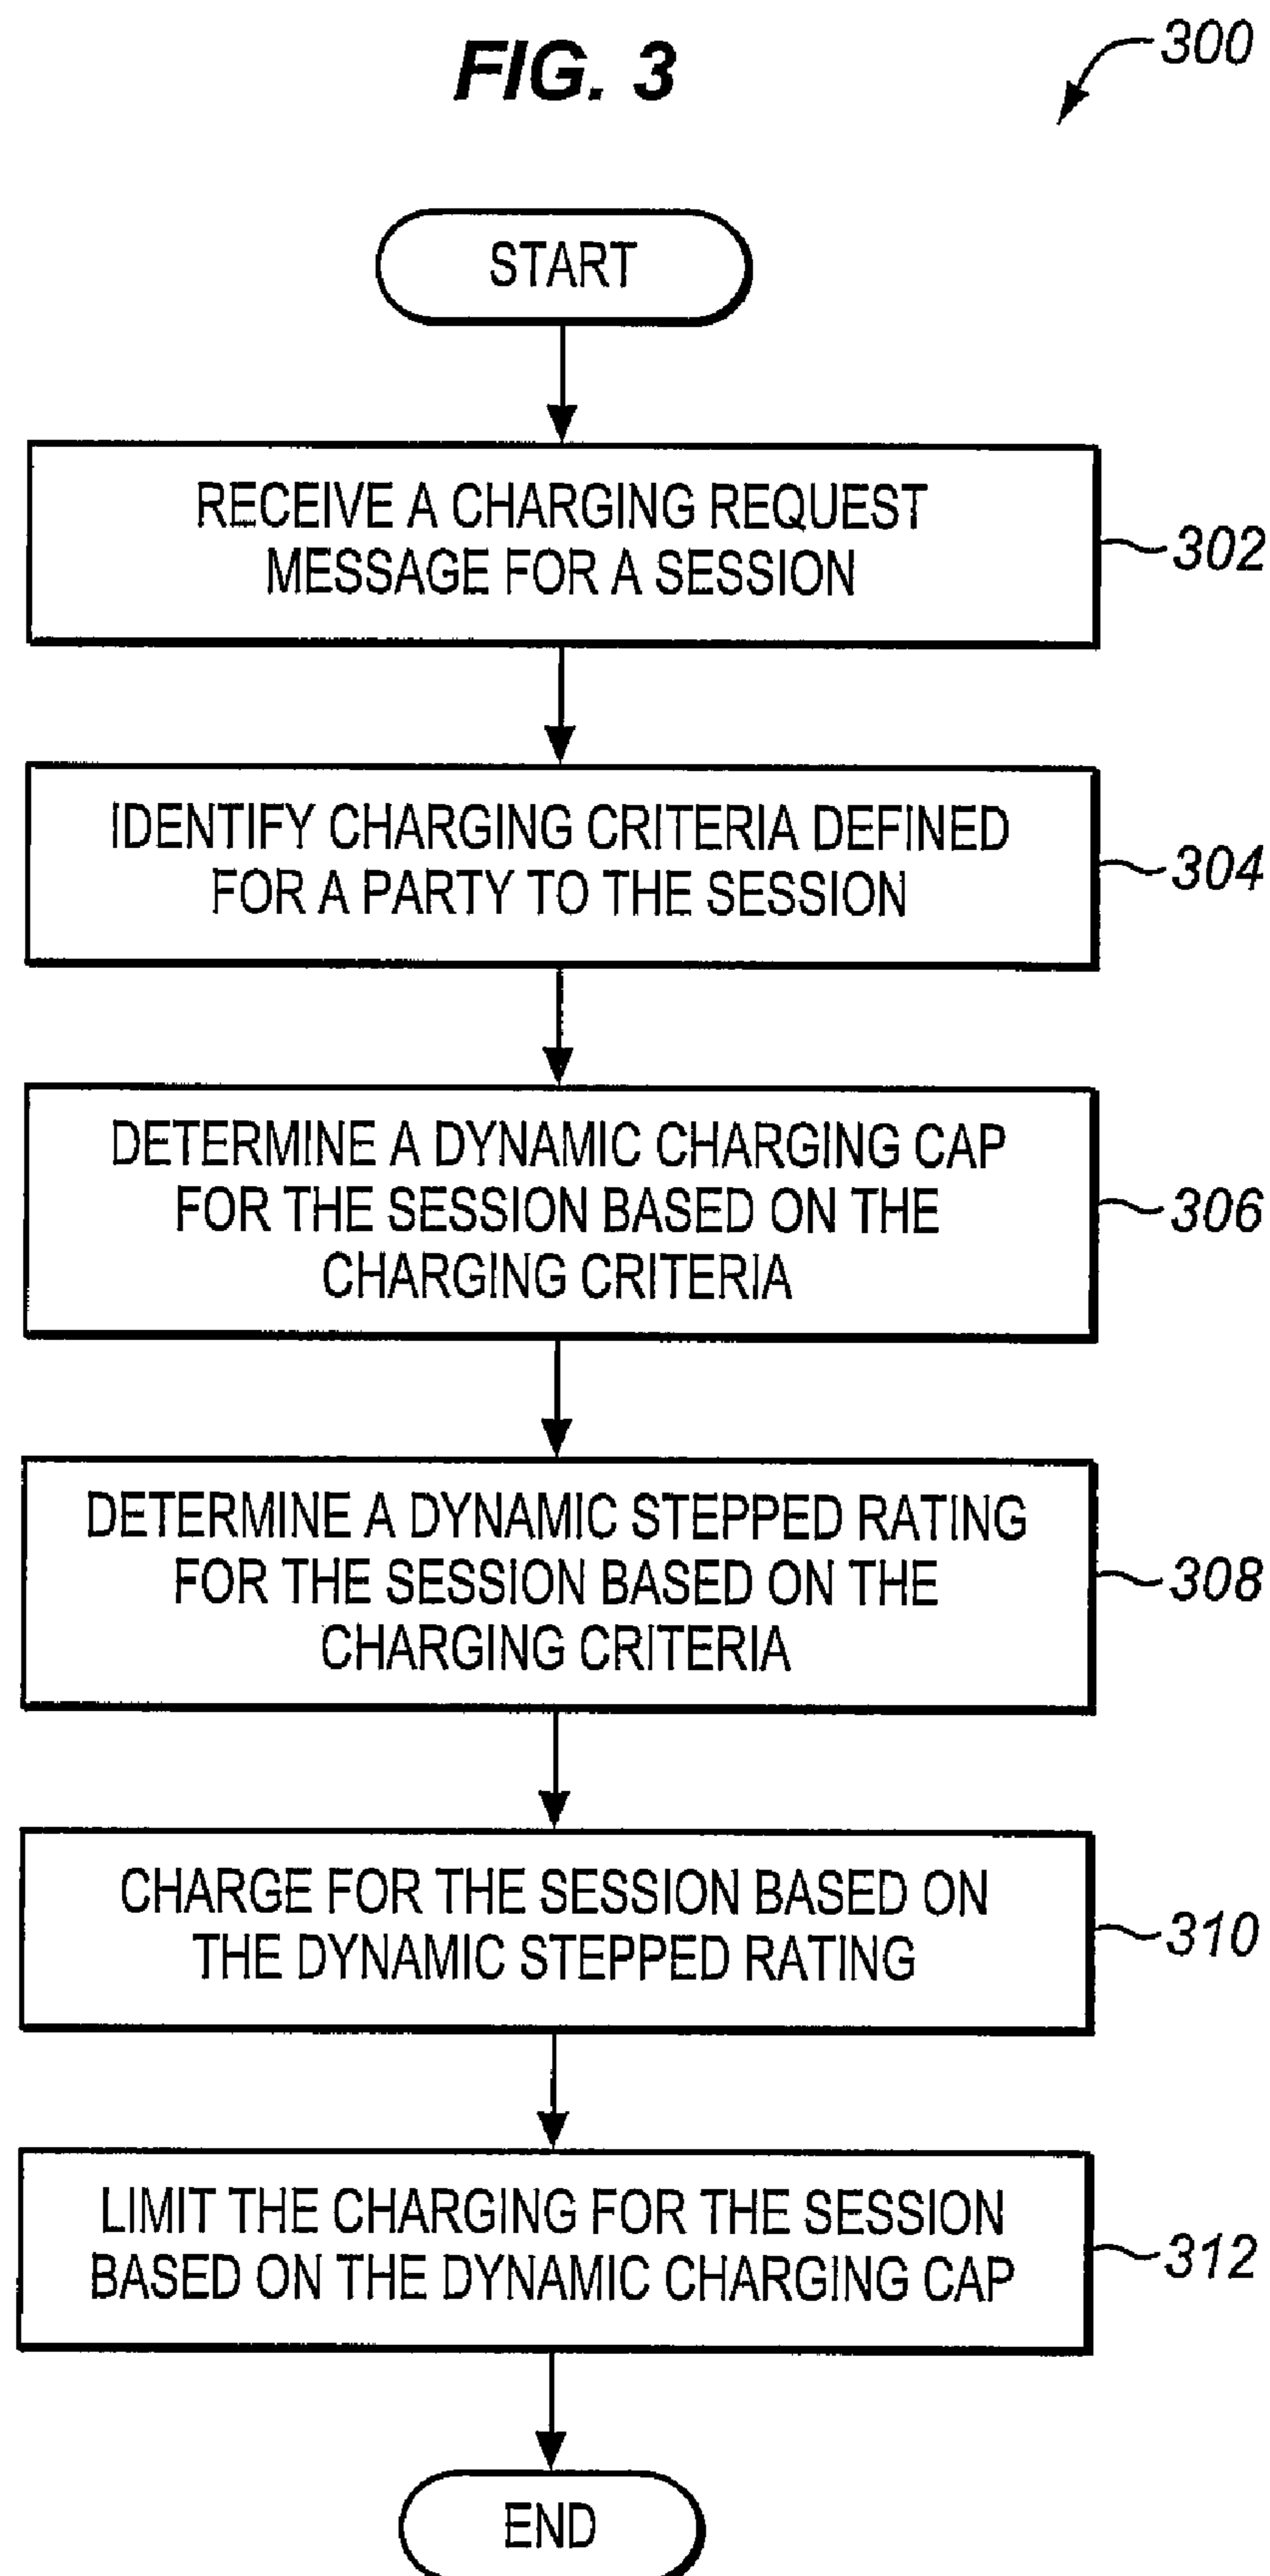 FIG. 3
300
START
RECEIVE A CHARGING REQUEST
MESSAGE FOR A SESSION
302
IDENTIFY CHARGING CRITERIA DEFINED
FOR A PARTY TO THE SESSION
304
DETERMINE A DYNAMIC CHARGING CAP
FOR THE SESSION BASED ON THE
CHARGING CRITERIA
306
DETERMINE A DYNAMIC STEPPED RATING
FOR THE SESSION BASED ON THE
CHARGING CRITERIA
308
CHARGE FOR THE SESSION BASED ON
THE DYNAMIC STEPPED RATING
310
LIMIT THE CHARGING FOR THE SESSION
BASED ON THE DYNAMIC CHARGING CAP
312
END